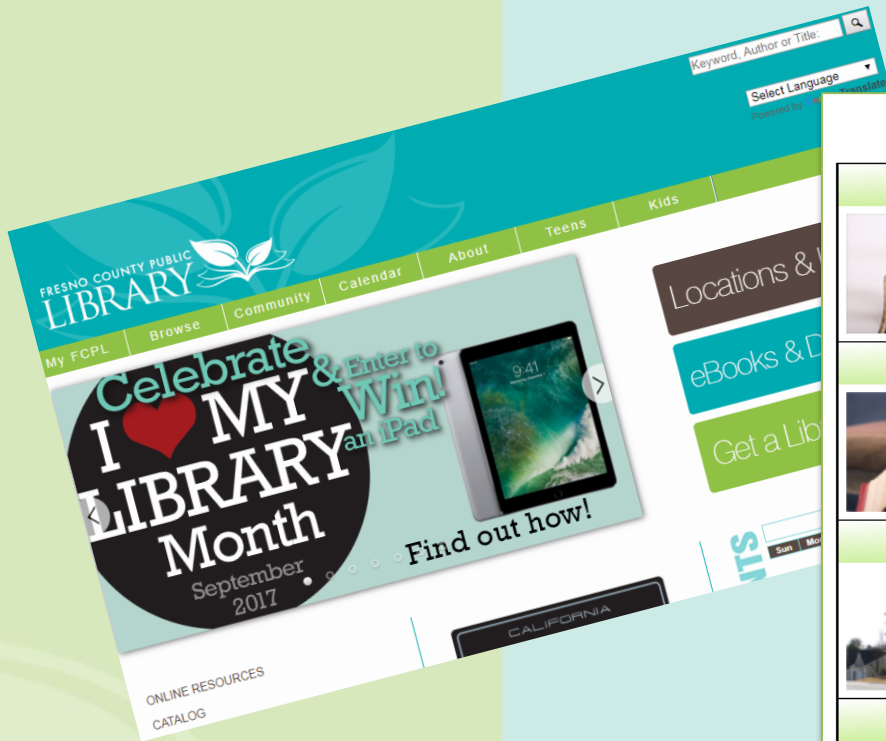 Keyword, Author or Title:
Select Language
Powered by
Translate
FRESNO COUNTY PUBLIC
LIBRARY
My FCPL
Browse
Community
Calendar
About
Teens
Kids
Celebrate
I MY
LIBRARY
Month
September
2017
& Enter to
Win!
an iPad
9:41
Find out how!
Locations &
eBooks & D
Get a Lib
NTS
Sun Mo
CALIFORNIA
ONLINE RESOURCES
CATALOG